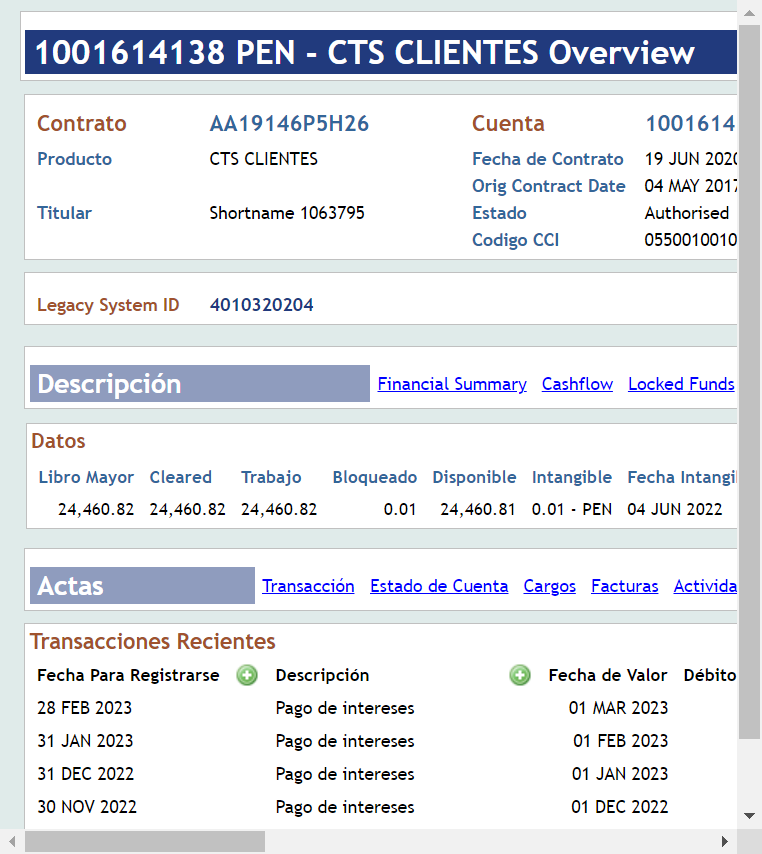 1001614138 PEN - CTS CLIENTES Overview
Contrato AA19146P5H26 Cuenta 1001614
Producto CTS CLIENTES Fecha de Contrato 19 JUN 2020
Orig Contract Date 04 MAY 2017
Titular Shortname 1063795 Estado Authorised
Codigo CCI 0550010010
Legacy System ID 4010320204
Descripción Financial Summary Cashflow Locked Funds
Datos
Libro Mayor Cleared Trabajo Bloqueado Disponible Intangible Fecha Intangi
24,460.82 24,460.82 24,460.82 0.01 24,460.81 0.01 - PEN 04 JUN 2022
Actas Transacción Estado de Cuenta Cargos Facturas Activida
Transacciones Recientes
Fecha Para Registrarse Descripción Fecha de Valor Débito
28 FEB 2023 Pago de intereses 01 MAR 2023
31 JAN 2023 Pago de intereses 01 FEB 2023
31 DEC 2022 Pago de intereses 01 JAN 2023
30 NOV 2022 Pago de intereses 01 DEC 2022